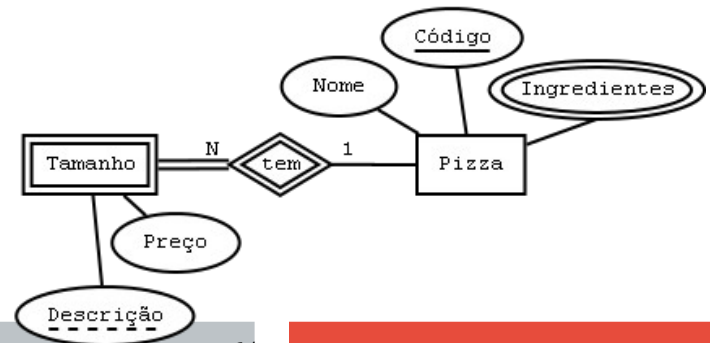 Código
Nome
Ingredientes
Tamanho
N
tem
1
Pizza
Preço
Descrição